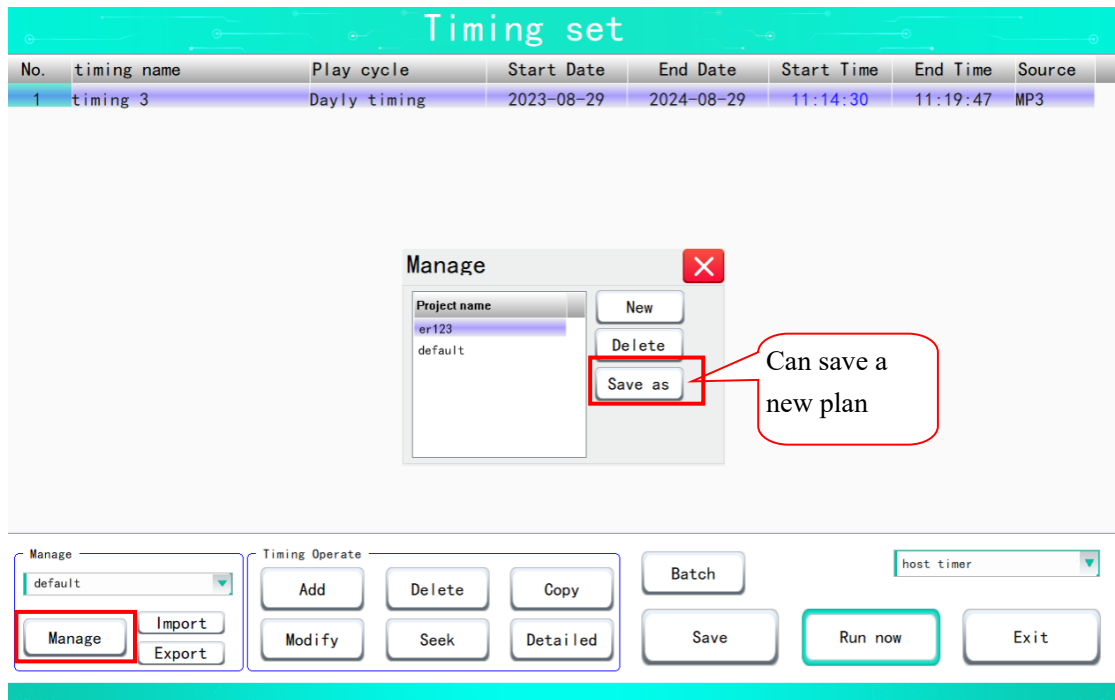 Timing set
No. timing name Play cycle Start Date End Date Start Time End Time Source
1 timing 3 Dayly timing 2023-08-29 2024-08-29 11:14:30 11:19:47 MP3
Manage
Project name
er123
default
New
Delete
Save as
Can save a
new plan
Manage
default
Manage
Import
Export
Timing Operate
Add Delete Copy
Modify Seek Detailed
Batch
host timer
Save Run now Exit